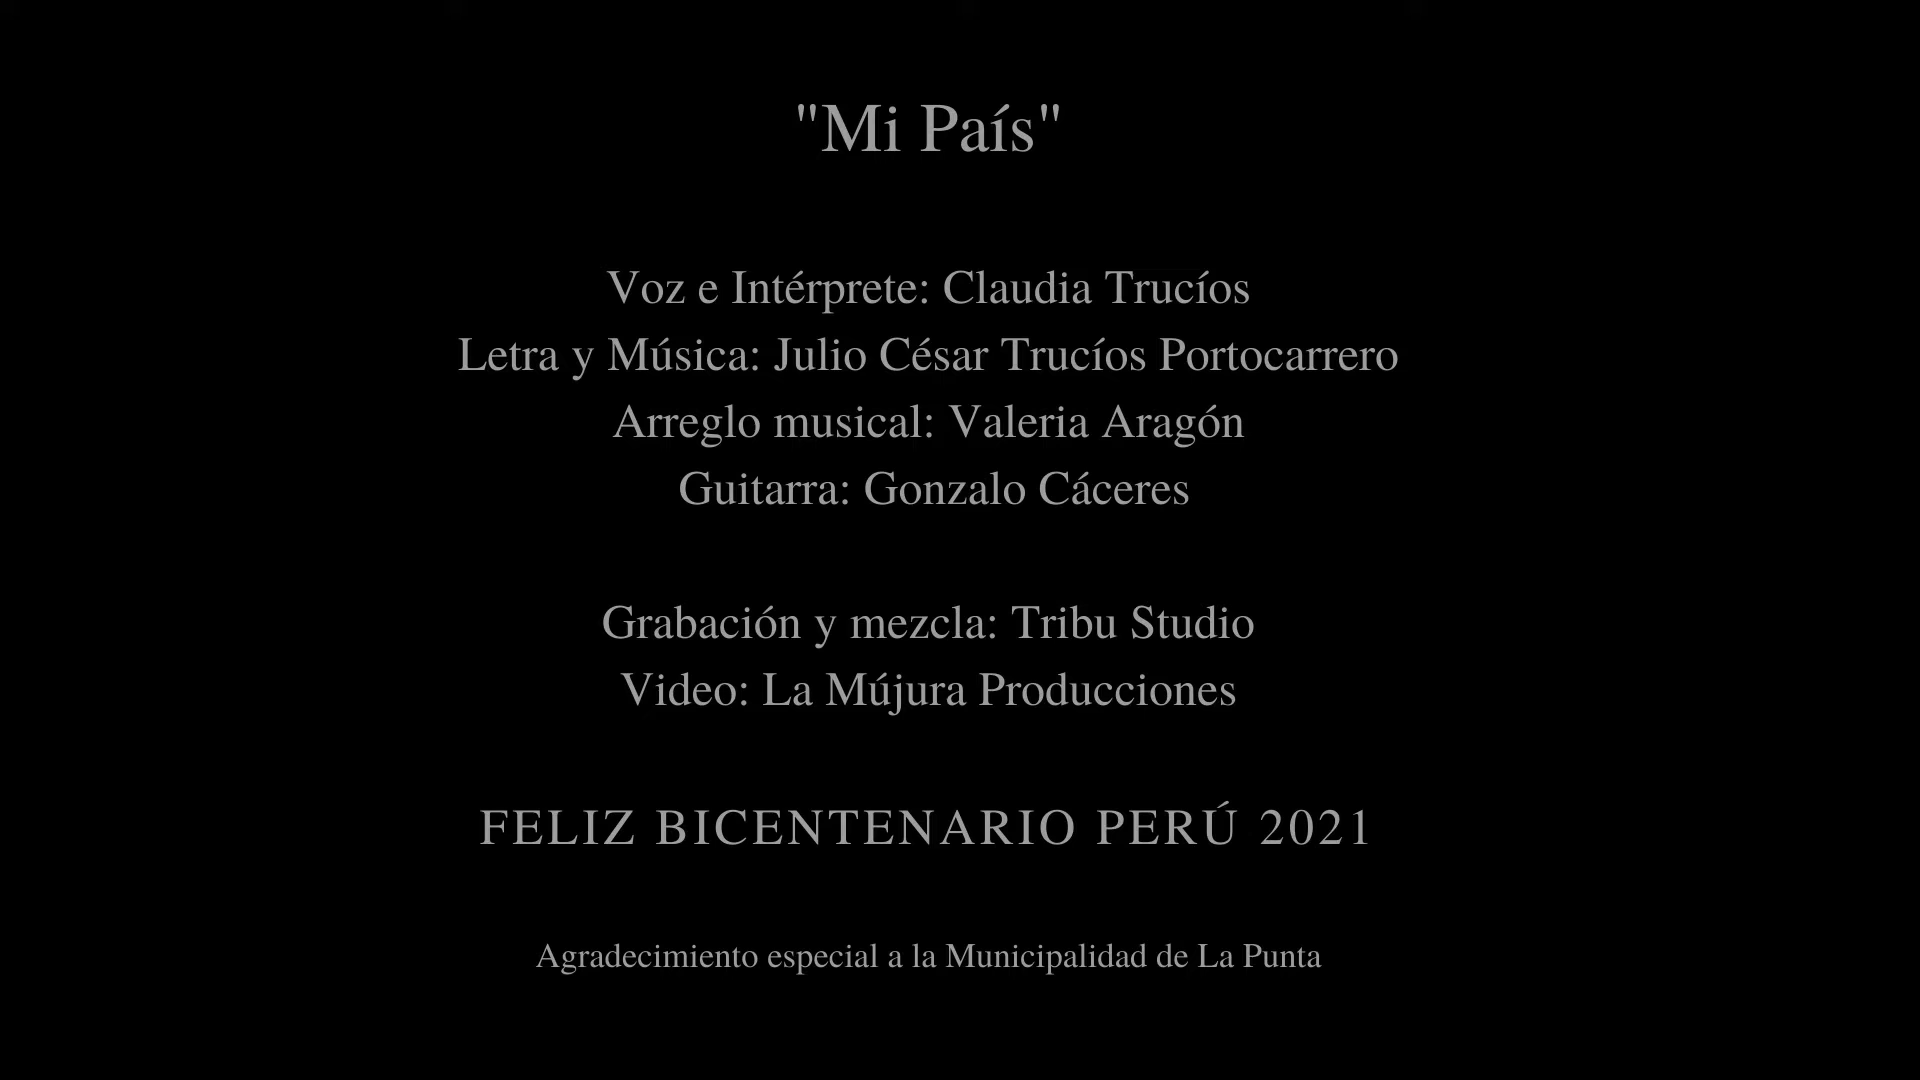 "Mi País"
Voz e Intérprete: Claudia Trucíos
Letra y Música: Julio César Trucíos Portocarrero
Arreglo musical: Valeria Aragón
Guitarra: Gonzalo Cáceres
Grabación y mezcla: Tribu Studio
Video: La Mújura Producciones
FELIZ BICENTENARIO PERÚ 2021
Agradecimiento especial a la Municipalidad de La Punta